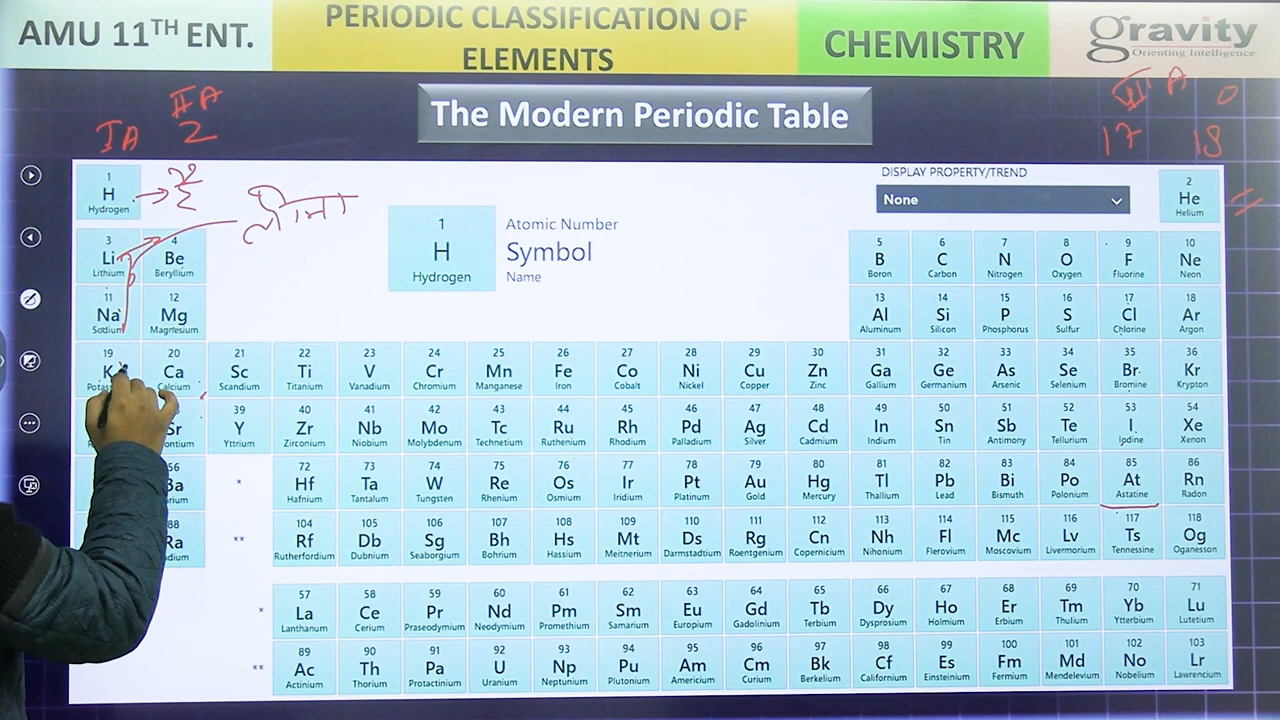 AMU 11TH ENT.
PERIODIC CLASSIFICATION OF
ELEMENTS
CHEMISTRY
gravity
Orienting Intelligence
The Modern Periodic Table
IA
II A
2
A
0
17
18
DISPLAY PROPERTY/TREND
None
1
H
Hydrogen
2
He
Helium
1
H
Hydrogen
Atomic Number
Symbol
Name
3 4 5 6 7 8 9 10
Li Be B C N O F Ne
Lithium Beryllium Boron Carbon Nitrogen Oxygen Fluorine Neon
11 12 13 14 15 16 17 18
Na Mg Al Si P S Cl Ar
Sodium Magnesium Aluminum Silicon Phosphorus Sulfur Chlorine Argon
19 20 21 22 23 24 25 26 27 28 29 30 31 32 33 34 35 36
K Ca Sc Ti V Cr Mn Fe Co Ni Cu Zn Ga Ge As Se Br Kr
Calcium Scandium Titanium Vanadium Chromium Manganese Iron Cobalt Nickel Copper Zinc Gallium Germanium Arsenic Selenium Bromine Krypton
39 40 41 42 43 44 45 46 47 48 49 50 51 52 53 54
Sr Y Zr Nb Mo Tc Ru Rh Pd Ag Cd In Sn Sb Te I Xe
Yttrium Zirconium Niobium Molybdenum Technetium Ruthenium Rhodium Palladium Silver Cadmium Indium Tin Antimony Tellurium Iodine Xenon
56 * 72 73 74 75 76 77 78 79 80 81 82 83 84 85 86
Ba Hf Ta W Re Os Ir Pt Au Hg Tl Pb Bi Po At Rn
Hafnium Tantalum Tungsten Rhenium Osmium Iridium Platinum Gold Mercury Thallium Lead Bismuth Polonium Astatine Radon
88 ** 104 105 106 107 108 109 110 111 112 113 114 115 116 117 118
Ra Rf Db Sg Bh Hs Mt Ds Rg Cn Nh Fl Mc Lv Ts Og
Rutherfordium Dubnium Seaborgium Bohrium Hassium Meitnerium Darmstadtium Roentgenium Copernicium Nihonium Flerovium Moscovium Livermorium Tennessine Oganesson
* 57 58 59 60 61 62 63 64 65 66 67 68 69 70 71
La Ce Pr Nd Pm Sm Eu Gd Tb Dy Ho Er Tm Yb Lu
Lanthanum Cerium Praseodymium Neodymium Promethium Samarium Europium Gadolinium Terbium Dysprosium Holmium Erbium Thulium Ytterbium Lutetium
** 89 90 91 92 93 94 95 96 97 98 99 100 101 102 103
Ac Th Pa U Np Pu Am Cm Bk Cf Es Fm Md No Lr
Actinium Thorium Protactinium Uranium Neptunium Plutonium Americium Curium Berkelium Californium Einsteinium Fermium Mendelevium Nobelium Lawrencium